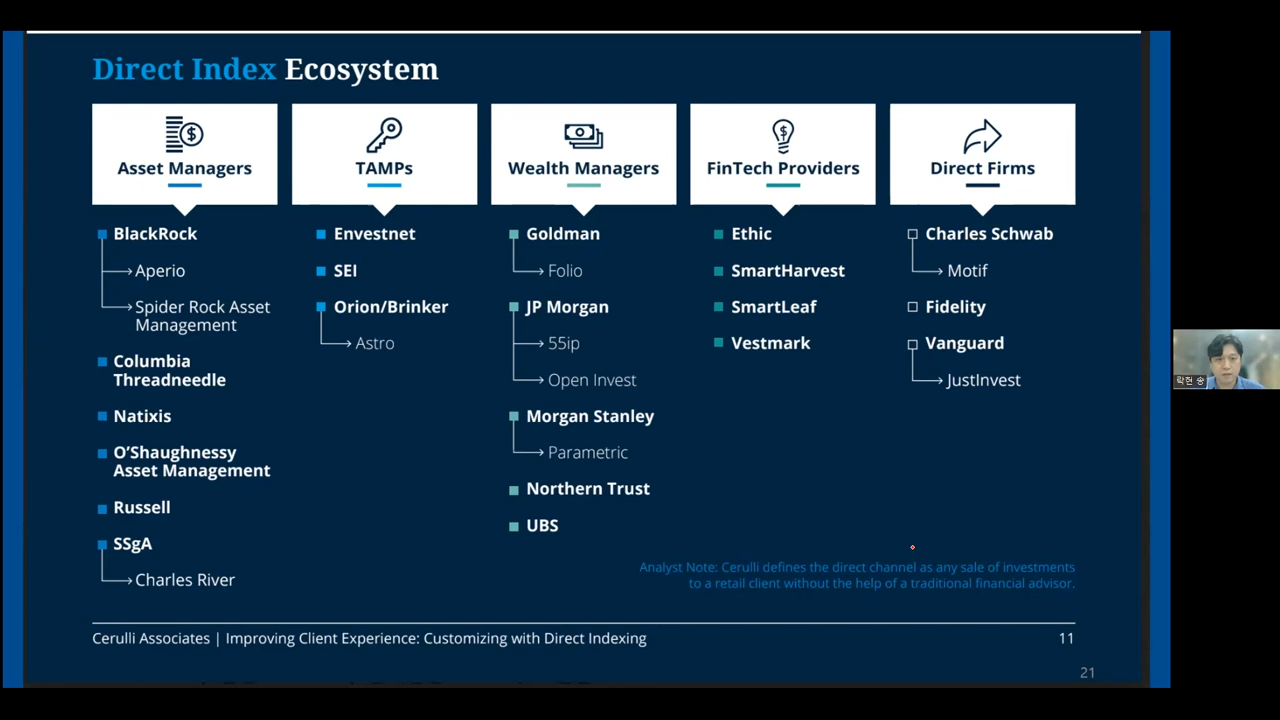 Direct Index Ecosystem
Asset Managers
BlackRock
Aperio
Spider Rock Asset
Management
Columbia
Threadneedle
Natixis
O’Shaughnessy
Asset Management
Russell
SSgA
Charles River
TAMPs
Envestnet
SEI
Orion/Brinker
Astro
Wealth Managers
Goldman
Folio
JP Morgan
55ip
Open Invest
Morgan Stanley
Parametric
Northern Trust
UBS
FinTech Providers
Ethic
SmartHarvest
SmartLeaf
Vestmark
Direct Firms
Charles Schwab
Motif
Fidelity
Vanguard
JustInvest
Analyst Note: Cerulli defines the direct channel as any sale of investments
to a retail client without the help of a traditional financial advisor.
Cerulli Associates | Improving Client Experience: Customizing with Direct Indexing
11
21
락현 송